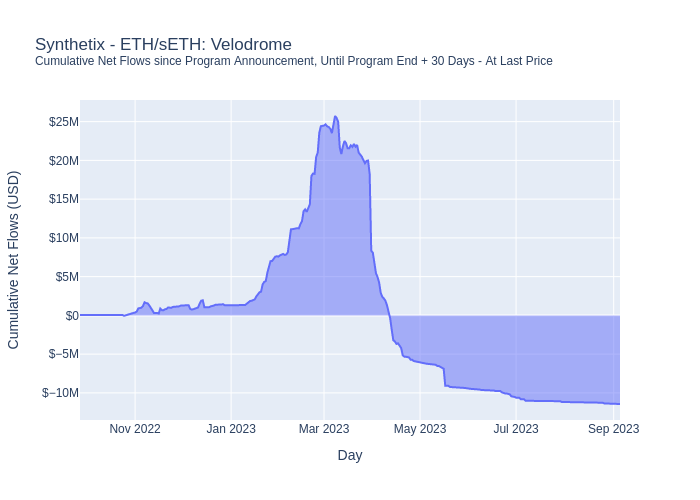 Synthetix - ETH/sETH: Velodrome
Cumulative Net Flows since Program Announcement, Until Program End + 30 Days - At Last Price
Cumulative Net Flows (USD)
$25M
$20M
$15M
$10M
$5M
$0
$−5M
$−10M
Nov 2022
Jan 2023
Mar 2023
May 2023
Jul 2023
Sep 2023
Day